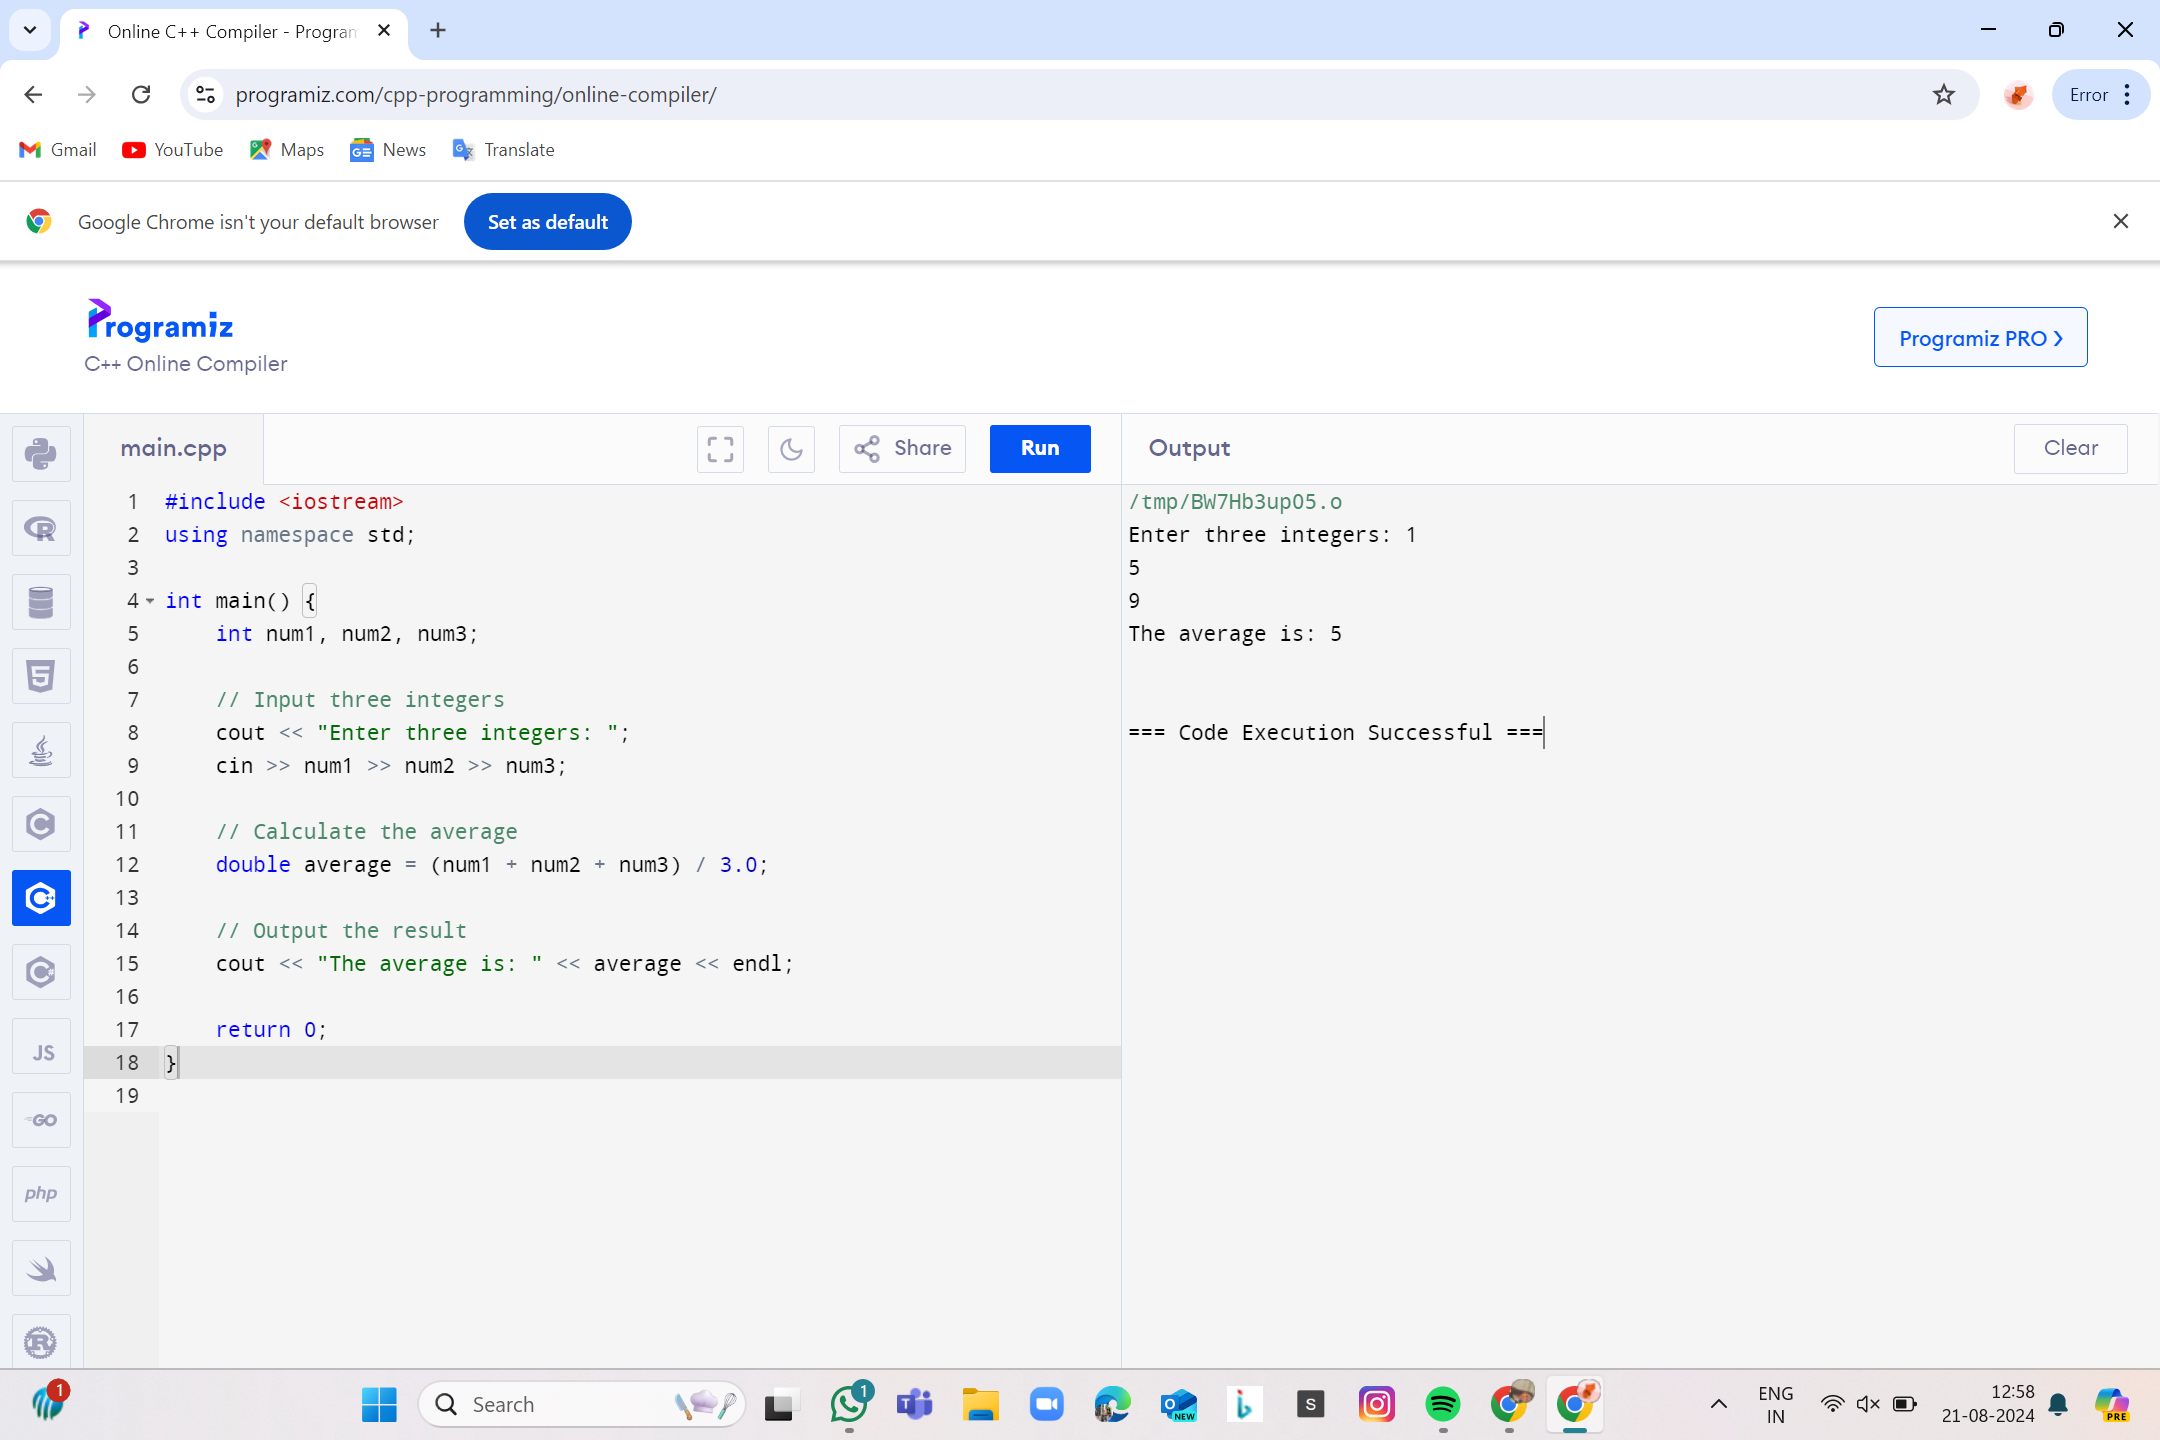 Online C++ Compiler - Program
programiz.com/cpp-programming/online-compiler/
Error
Gmail
YouTube
Maps
News
Translate
Google Chrome isn't your default browser
Set as default
Programiz
C++ Online Compiler
Programiz PRO
main.cpp
Share
Run
Output
Clear
1 #include <iostream>
2 using namespace std;
3
4 int main() {
5     int num1, num2, num3;
6
7     // Input three integers
8     cout << "Enter three integers: ";
9     cin >> num1 >> num2 >> num3;
10
11     // Calculate the average
12     double average = (num1 + num2 + num3) / 3.0;
13
14     // Output the result
15     cout << "The average is: " << average << endl;
16
17     return 0;
18 }
19
/tmp/BW7Hb3up05.o
Enter three integers: 1
5
9
The average is: 5
=== Code Execution Successful ===
R
5
C
C++
C#
JS
GO
php
R
1
Search
1
T
NEW
S
ENG
IN
12:58
21-08-2024
PRE